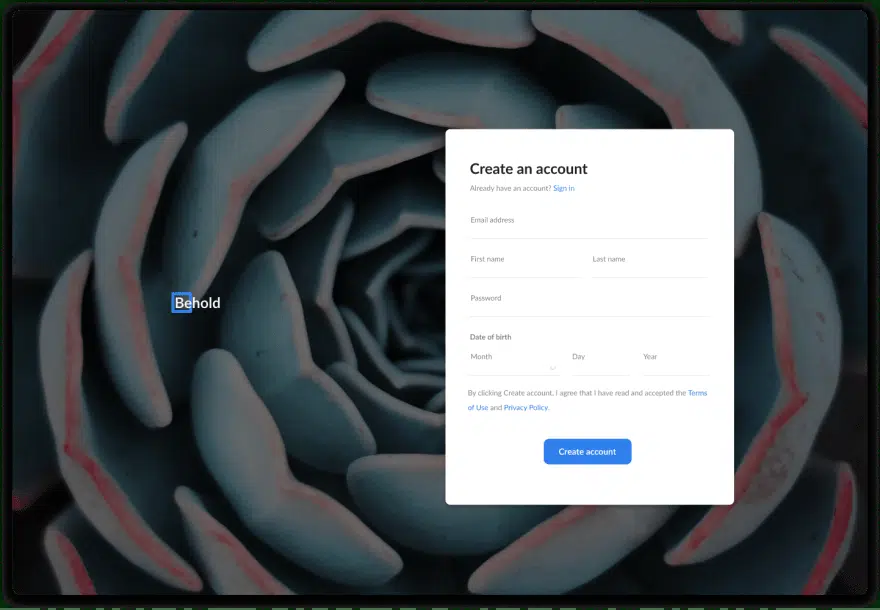 Behold
Create an account
Already have an account? Sign In
Email address
First name Last name
Password
Date of birth
Month Day Year
By clicking Create account, I agree that I have read and accepted the Terms
of Use and Privacy Policy.
Create account